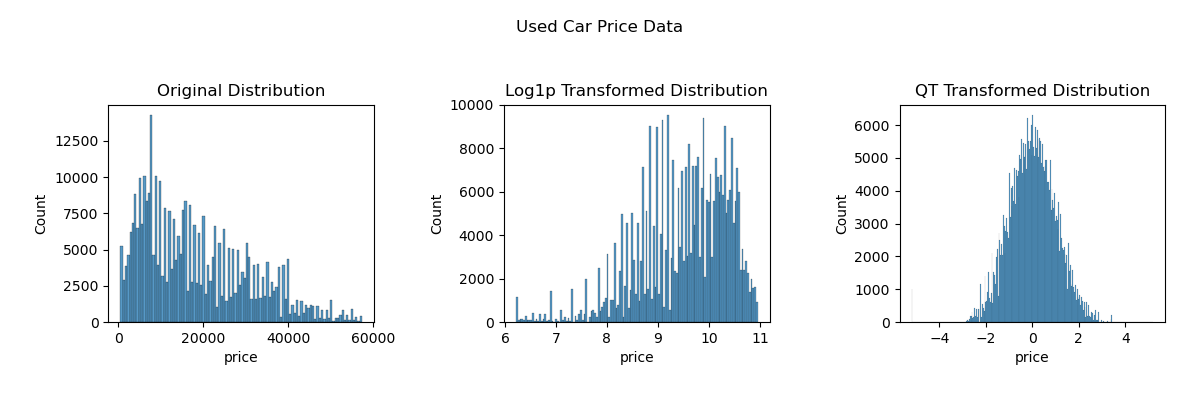 Used Car Price Data
Original Distribution
12500
10000
7500
5000
2500
0
Count
0 20000 40000 60000
price
Log1p Transformed Distribution
10000
8000
6000
4000
2000
0
Count
6 7 8 9 10 11
price
QT Transformed Distribution
6000
5000
4000
3000
2000
1000
0
Count
−4 −2 0 2 4
price